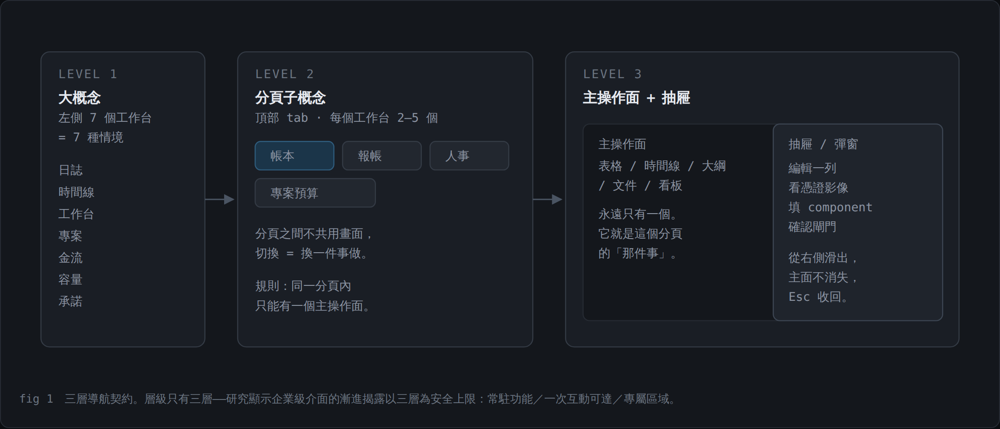 LEVEL 1
大概念
左側 7 個工作台
= 7 種情境
日誌
時間線
工作台
專案
金流
容量
承諾
LEVEL 2
分頁子概念
頂部 tab · 每個工作台 2–5 個
帳本
報帳
人事
專案預算
分頁之間不共用畫面，
切換 = 換一件事做。
規則：同一分頁內
只能有一個主操作面。
LEVEL 3
主操作面 + 抽屜
主操作面
表格 / 時間線 / 大綱
/ 文件 / 看板
永遠只有一個。
它就是這個分頁
的「那件事」。
抽屜 / 彈窗
編輯一列
看憑證影像
填 component
確認閘門
從右側滑出，
主面不消失，
Esc 收回。
fig 1 三層導航契約。層級只有三層——研究顯示企業級介面的漸進揭露以三層為安全上限：常駐功能／一次互動可達／專屬區域。